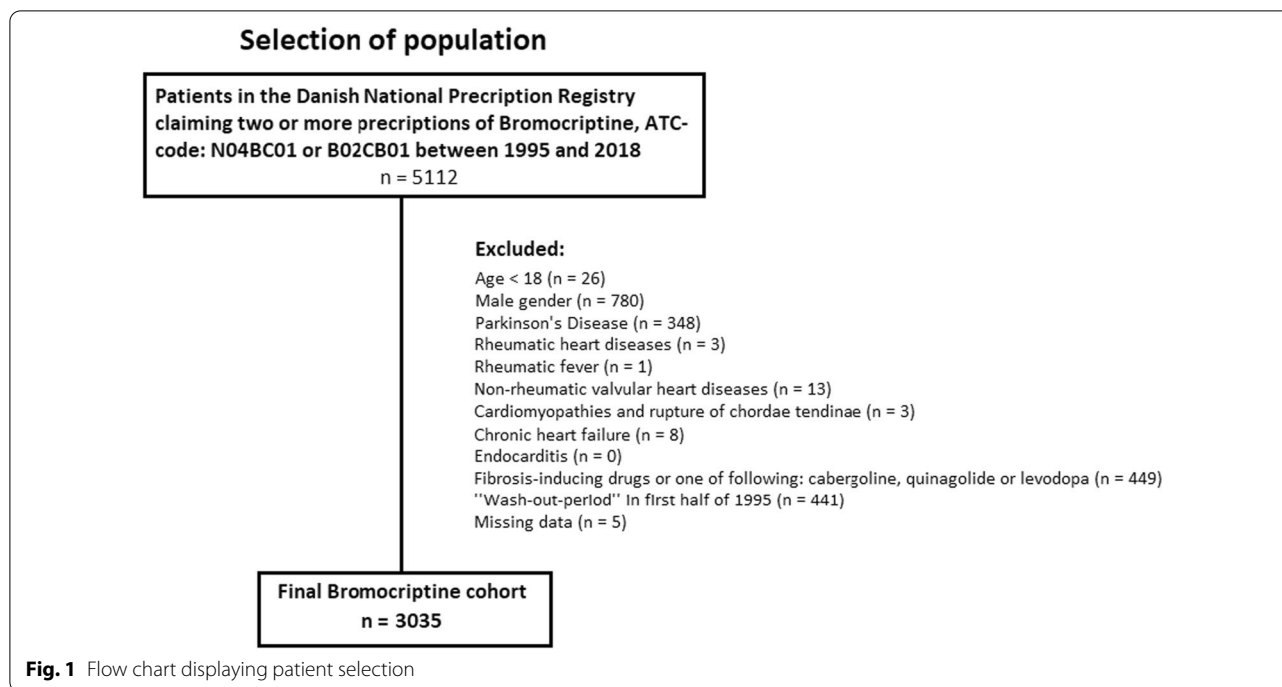 Selection of population
Patients in the Danish National Precription Registry
claiming two or more precriptions of Bromocriptine, ATC-
code: N04BC01 or B02CB01 between 1995 and 2018
n = 5112
Excluded:
Age < 18 (n = 26)
Male gender (n = 780)
Parkinson's Disease (n = 348)
Rheumatic heart diseases (n = 3)
Rheumatic fever (n = 1)
Non-rheumatic valvular heart diseases (n = 13)
Cardiomyopathies and rupture of chordae tendinae (n = 3)
Chronic heart failure (n = 8)
Endocarditis (n = 0)
Fibrosis-inducing drugs or one of following: cabergoline, quinagolide or levodopa (n = 449)
"Wash-out-period" In first half of 1995 (n = 441)
Missing data (n = 5)
Final Bromocriptine cohort
n = 3035
Fig. 1 Flow chart displaying patient selection